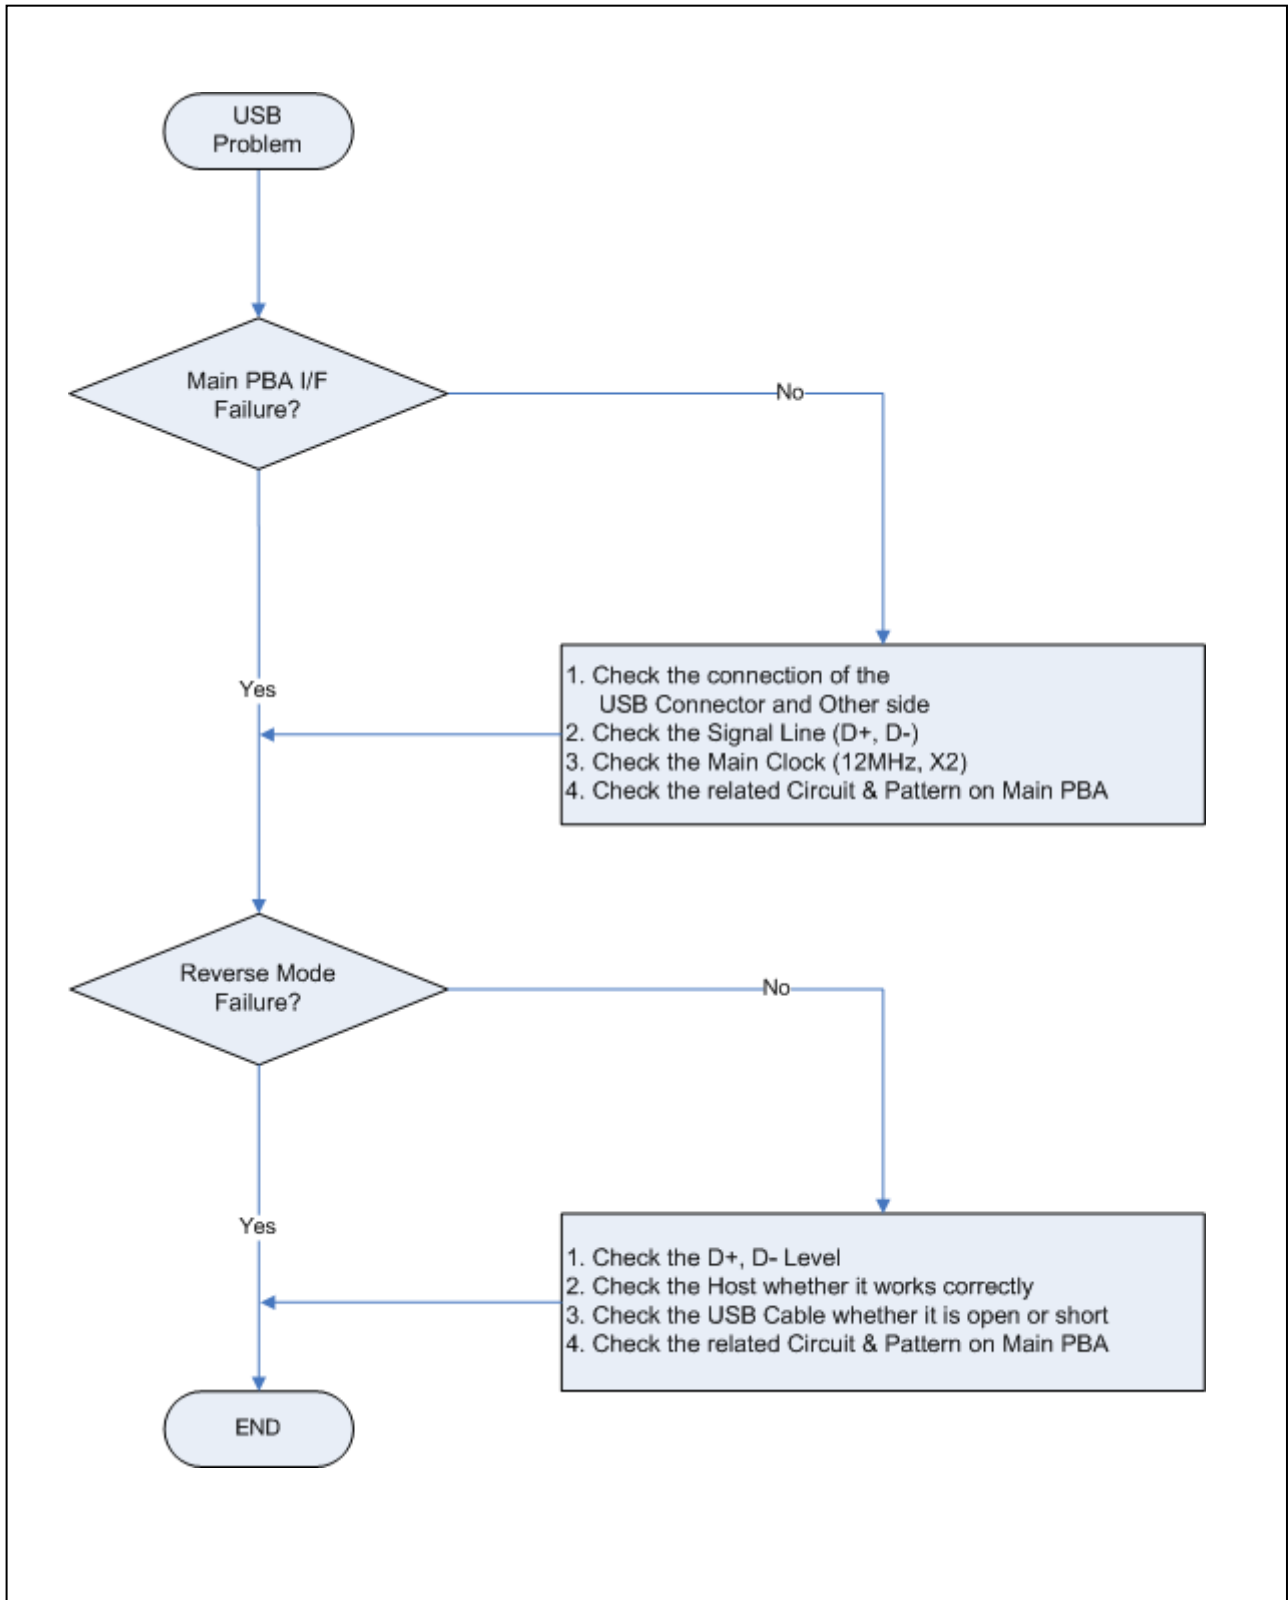 USB
Problem
Main PBA I/F
Failure?
No
Yes
1. Check the connection of the
USB Connector and Other side
2. Check the Signal Line (D+, D-)
3. Check the Main Clock (12MHz, X2)
4. Check the related Circuit & Pattern on Main PBA
Reverse Mode
Failure?
No
Yes
1. Check the D+, D- Level
2. Check the Host whether it works correctly
3. Check the USB Cable whether it is open or short
4. Check the related Circuit & Pattern on Main PBA
END